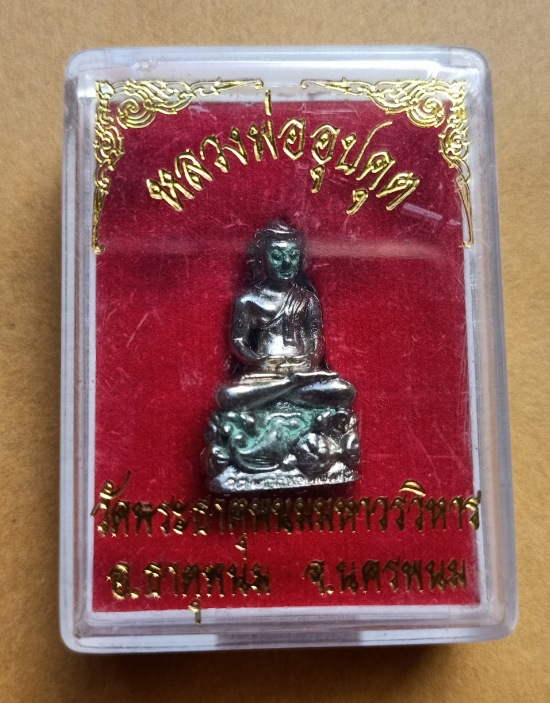 หลวงพ่ออุปคุต
วัดพระธาตุพนมมหาวรวิหาร
อ.ธาตุพนม จ.นครพนม